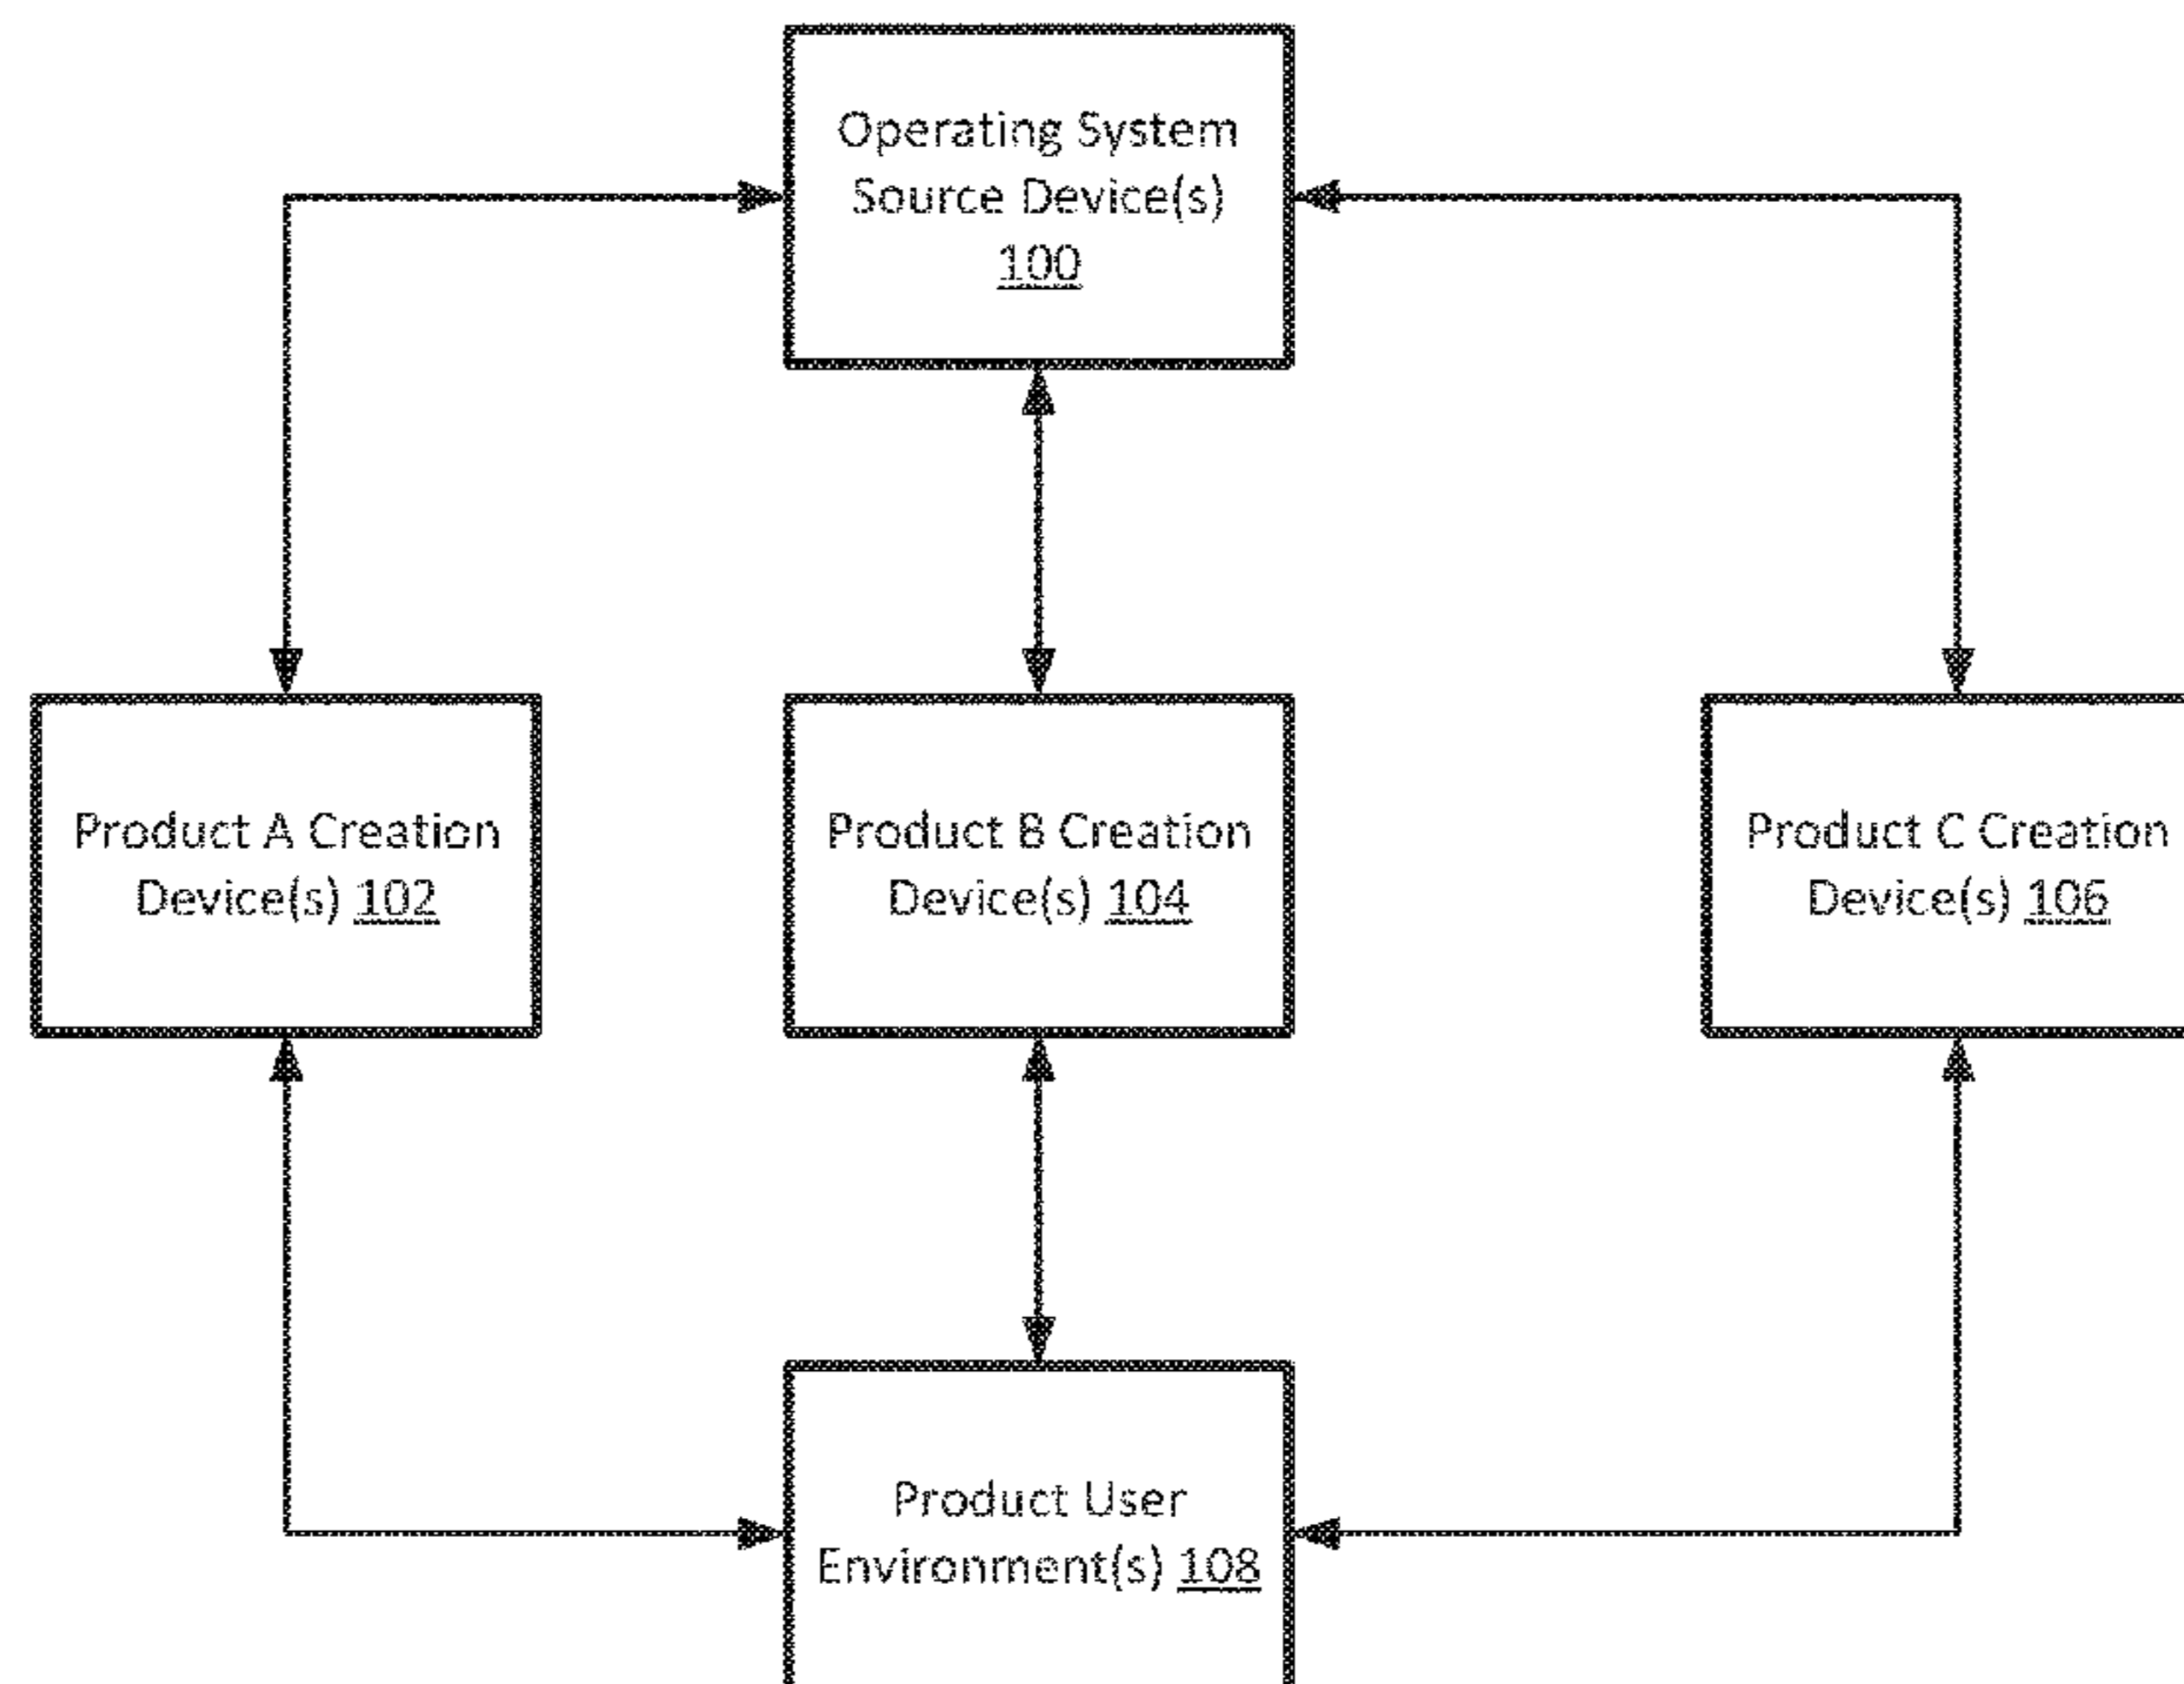 Operating System
Source Device(s)
100
Product A Creation
Device(s) 102
Product B Creation
Device(s) 104
Product C Creation
Device(s) 106
Product User
Environment(s) 108